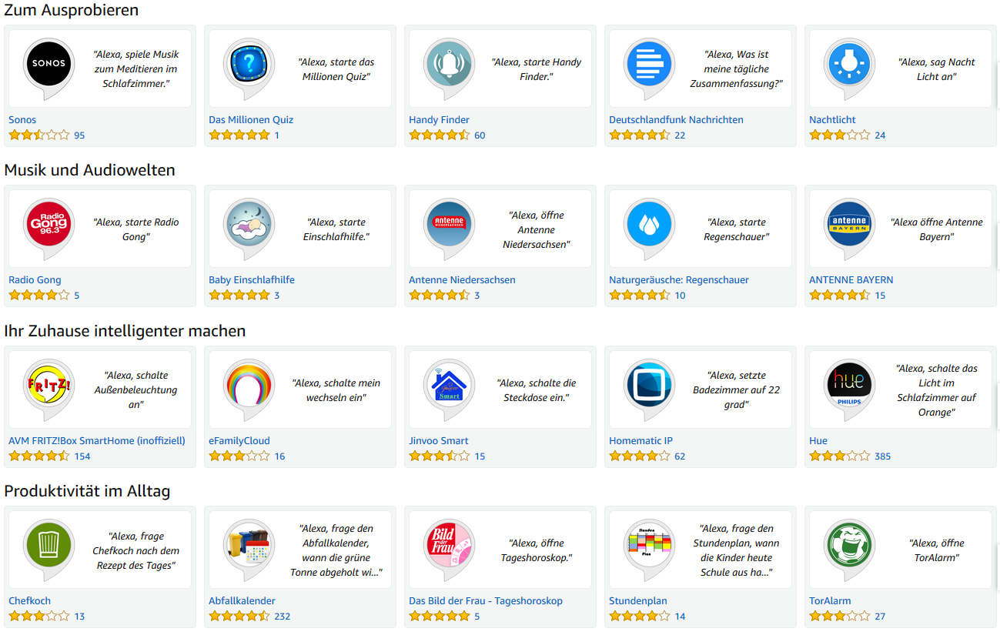 Zum Ausprobieren
SONOS
"Alexa, spiele Musik
zum Meditieren im
Schlafzimmer."
Sonos
95
?
"Alexa, starte das
Millionen Quiz"
Das Millionen Quiz
1
"Alexa, starte Handy
Finder."
Handy Finder
60
"Alexa, Was ist
meine tägliche
Zusammenfassung?"
Deutschlandfunk Nachrichten
22
"Alexa, sag Nacht
Licht an"
Nachtlicht
24
Musik und Audiowelten
Radio
Gong
96.3
"Alexa, starte Radio
Gong"
Radio Gong
5
"Alexa, starte
Einschlafhilfe."
Baby Einschlafhilfe
3
antenne
NIEDERSACHSEN
"Alexa, öffne
Antenne
Niedersachsen"
Antenne Niedersachsen
3
"Alexa, starte
Regenschauer"
Naturgeräusche: Regenschauer
10
antenne
BAYERN
"Alexa öffne Antenne
Bayern"
ANTENNE BAYERN
15
Ihr Zuhause intelligenter machen
FRITZ!
"Alexa, schalte
Außenbeleuchtung
an"
AVM FRITZ!Box SmartHome (inoffiziell)
154
"Alexa, schalte mein
wechseln ein"
eFamilyCloud
16
Smart
"Alexa, schalte die
Steckdose ein."
Jinvoo Smart
15
"Alexa, setzte
Badezimmer auf 22
grad"
Homematic IP
62
hue
PHILIPS
"Alexa, schalte das
Licht im
Schlafzimmer auf
Orange"
Hue
385
Produktivität im Alltag
"Alexa, frage
Chefkoch nach dem
Rezept des Tages"
Chefkoch
13
"Alexa, frage den
Abfallkalender,
wann die grüne
Tonne abgeholt wi..."
Abfallkalender
232
Bild
der
Frau
"Alexa, öffne
Tageshoroskop."
Das Bild der Frau - Tageshoroskop
5
Stunden
Plan
"Alexa, frage den
Stundenplan, wann
die Kinder heute
Schule aus ha..."
Stundenplan
14
"Alexa, öffne
TorAlarm"
TorAlarm
27